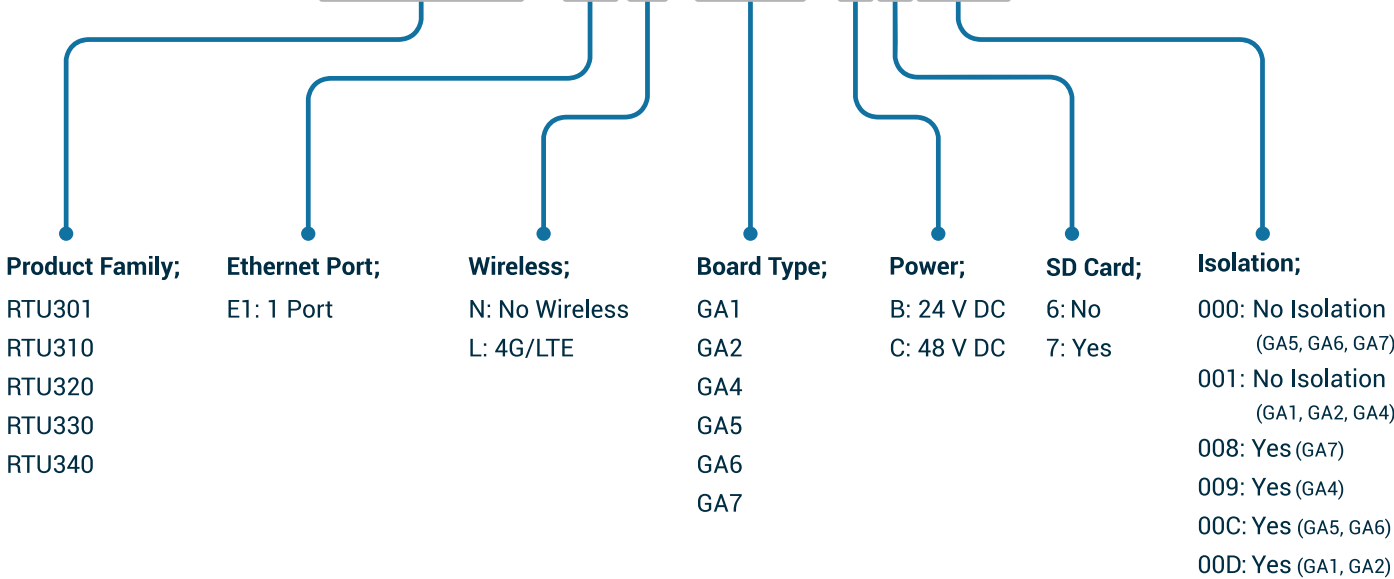 Product Family;
RTU301
RTU310
RTU320
RTU330
RTU340
Ethernet Port;
E1: 1 Port
Wireless;
N: No Wireless
L: 4G/LTE
Board Type;
GA1
GA2
GA4
GA5
GA6
GA7
Power;
B: 24 V DC
C: 48 V DC
SD Card;
6: No
7: Yes
Isolation;
000: No Isolation
(GA5, GA6, GA7)
001: No Isolation
(GA1, GA2, GA4)
008: Yes (GA7)
009: Yes (GA4)
00C: Yes (GA5, GA6)
00D: Yes (GA1, GA2)